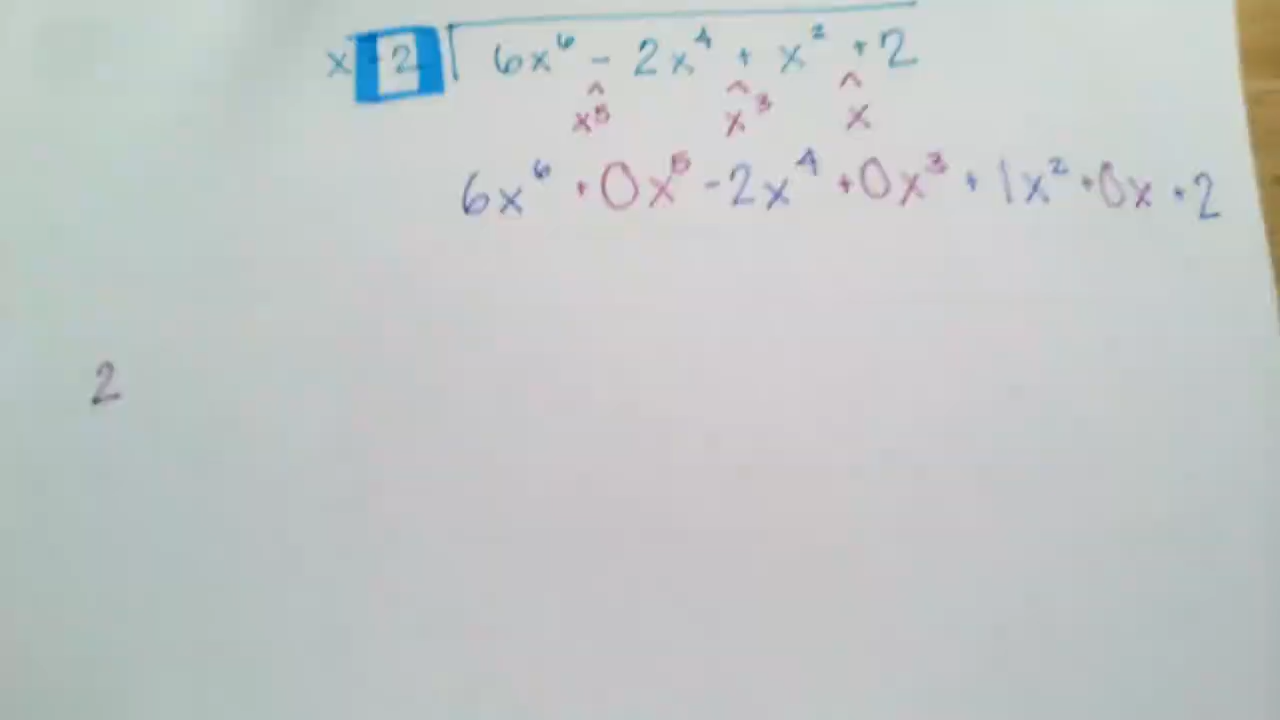 x - 2 | 6x⁶ - 2x⁴ + x² + 2
^ ^ ^
x⁵ x³ x
6x⁶ + 0x⁵ - 2x⁴ + 0x³ + 1x² + 0x + 2
2